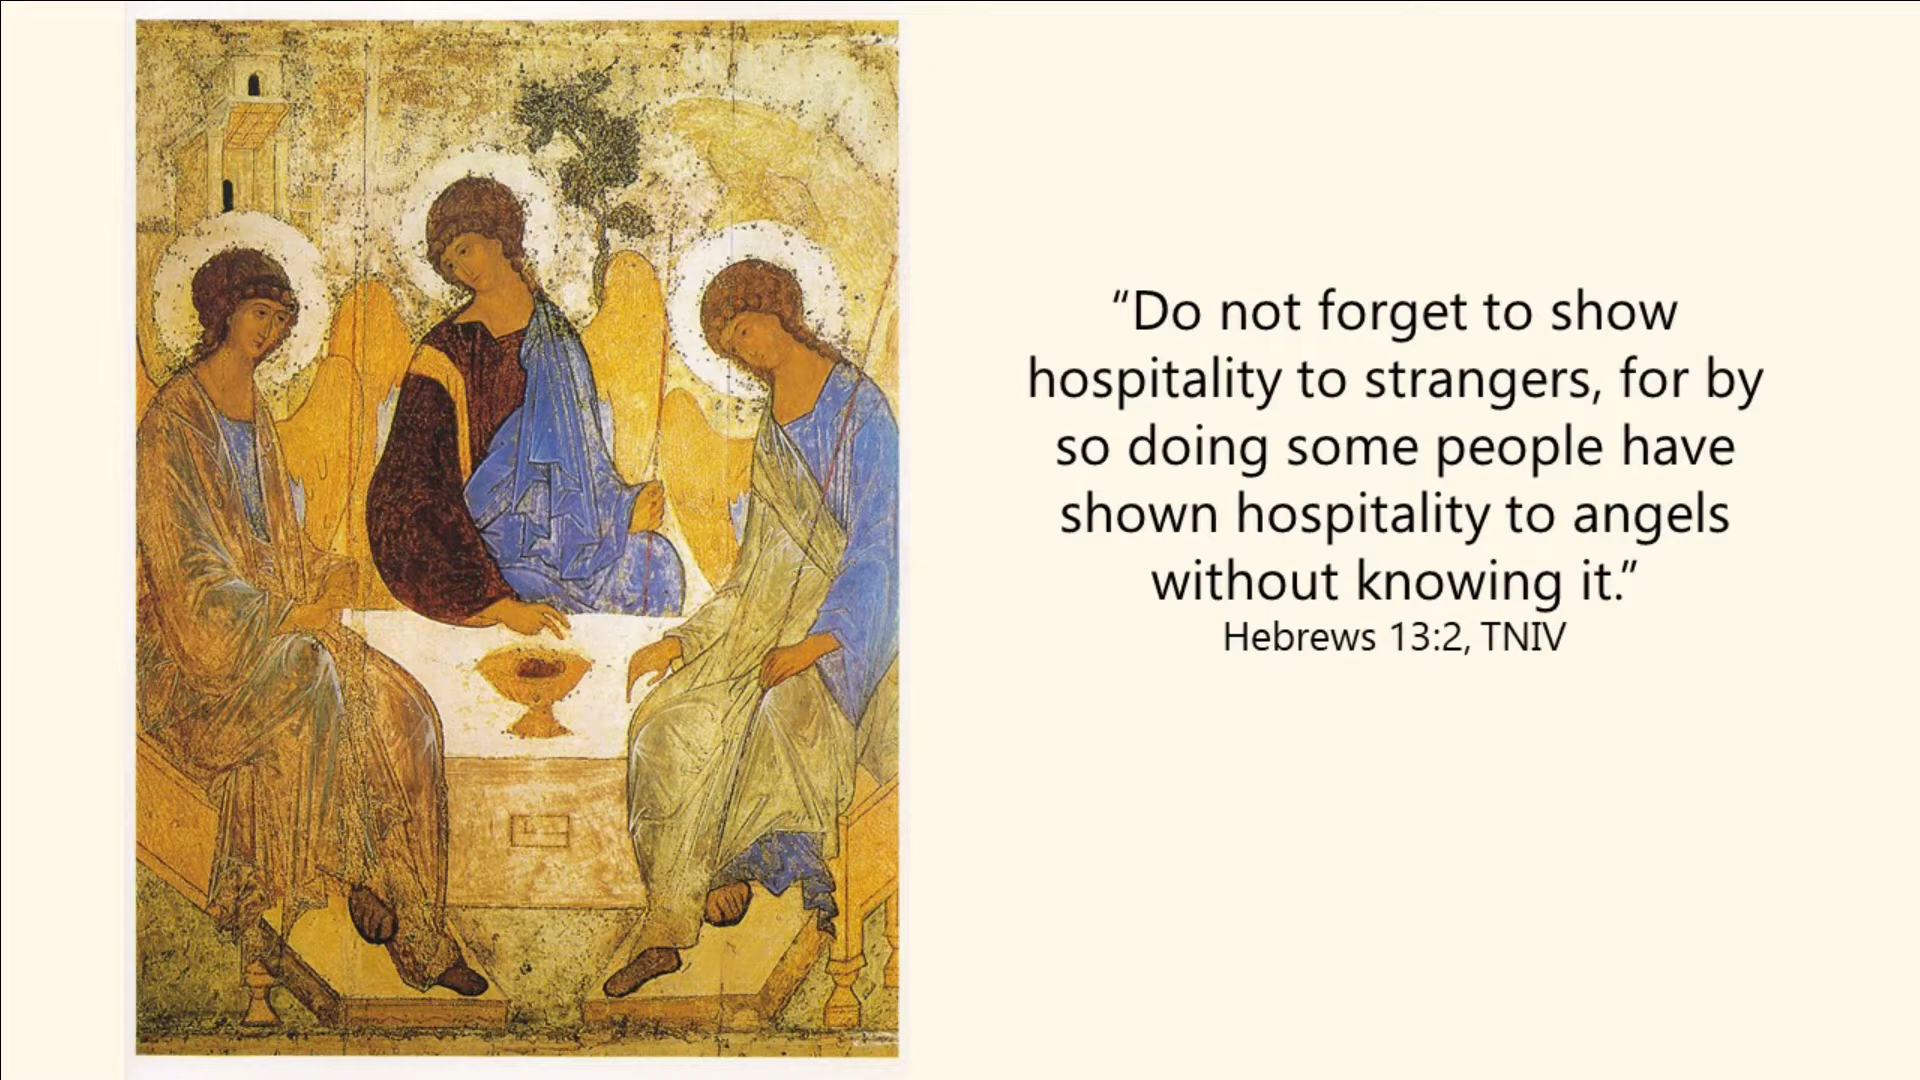 “Do not forget to show
hospitality to strangers, for by
so doing some people have
shown hospitality to angels
without knowing it.”
Hebrews 13:2, TNIV